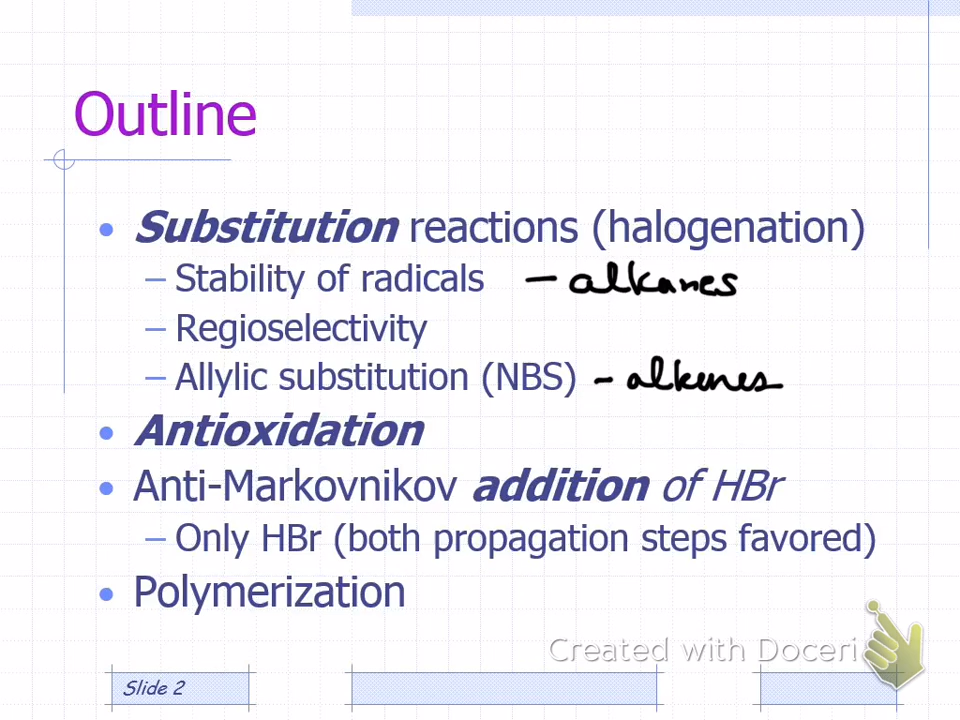 Outline
• Substitution reactions (halogenation)
– Stability of radicals – alkanes
– Regioselectivity
– Allylic substitution (NBS) – alkenes
• Antioxidation
• Anti-Markovnikov addition of HBr
– Only HBr (both propagation steps favored)
• Polymerization
Created with Doceri
Slide 2